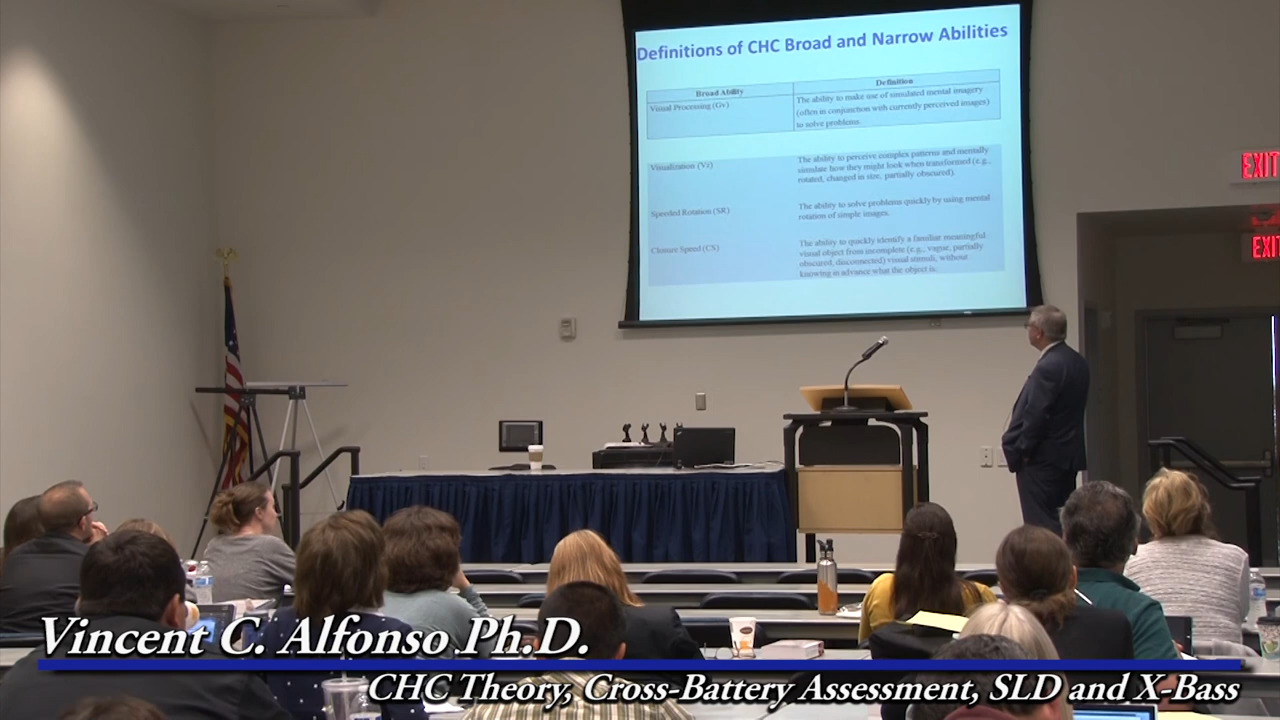 Definitions of CHC Broad and Narrow Abilities
Broad Ability
Definition
Visual Processing (Gv)
The ability to make use of simulated mental imagery
(often in conjunction with currently perceived images)
to solve problems.
Visualization (Vz)
The ability to perceive complex patterns and mentally
simulate how they might look when transformed (e.g.,
rotated, changed in size, partially obscured).
Speeded Rotation (SR)
The ability to solve problems quickly by using mental
rotation of simple images.
Closure Speed (CS)
The ability to quickly identify a familiar meaningful
visual object from incomplete (e.g., vague, partially
obscured, disconnected) visual stimuli, without
knowing in advance what the object is.
EXIT
EXIT
Vincent C. Alfonso Ph.D.
CHC Theory, Cross-Battery Assessment, SLD and X-Bass